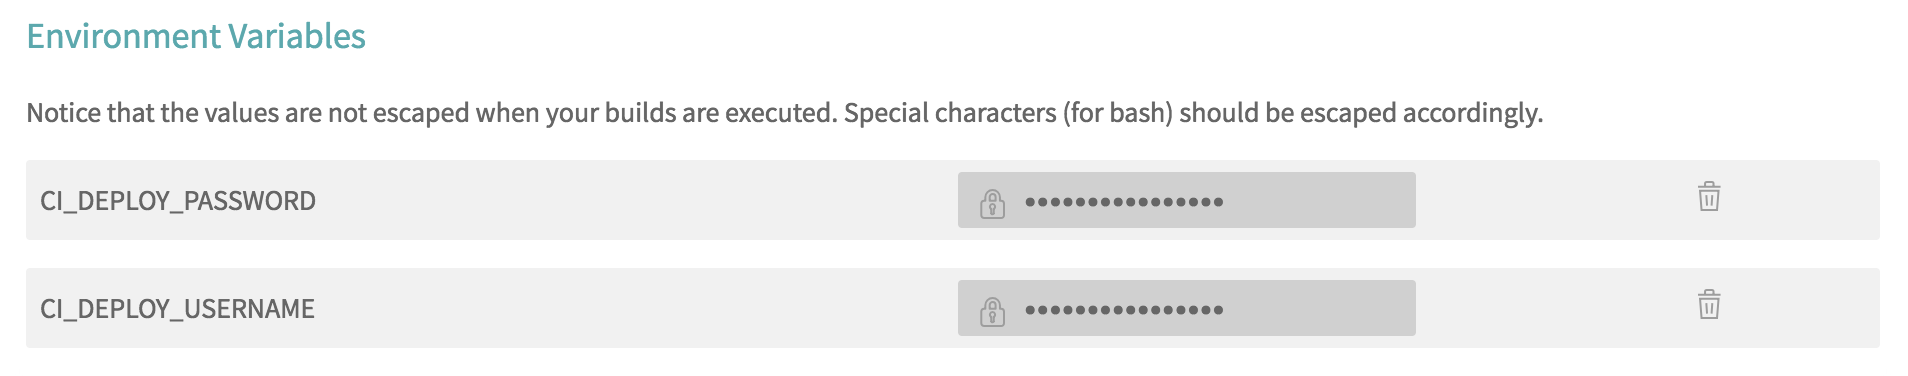 Environment Variables
Notice that the values are not escaped when your builds are executed. Special characters (for bash) should be escaped accordingly.
CI_DEPLOY_PASSWORD ••••••••••••••••
CI_DEPLOY_USERNAME ••••••••••••••••